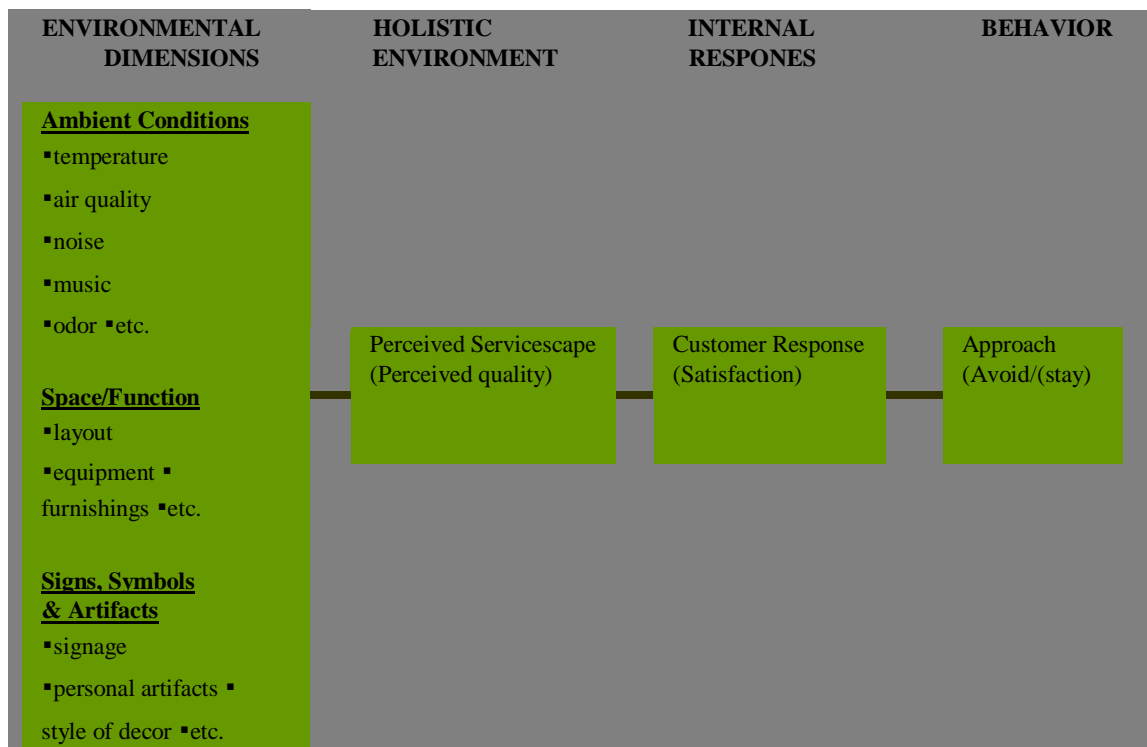 ENVIRONMENTAL DIMENSIONS
HOLISTIC ENVIRONMENT
INTERNAL RESPONES
BEHAVIOR
Ambient Conditions
▪temperature
▪air quality
▪noise
▪music
▪odor ▪etc.
Space/Function
▪layout
▪equipment ▪
furnishings ▪etc.
Signs, Symbols
& Artifacts
▪signage
▪personal artifacts ▪
style of decor ▪etc.
Perceived Servicescape
(Perceived quality)
Customer Response
(Satisfaction)
Approach
(Avoid/(stay)